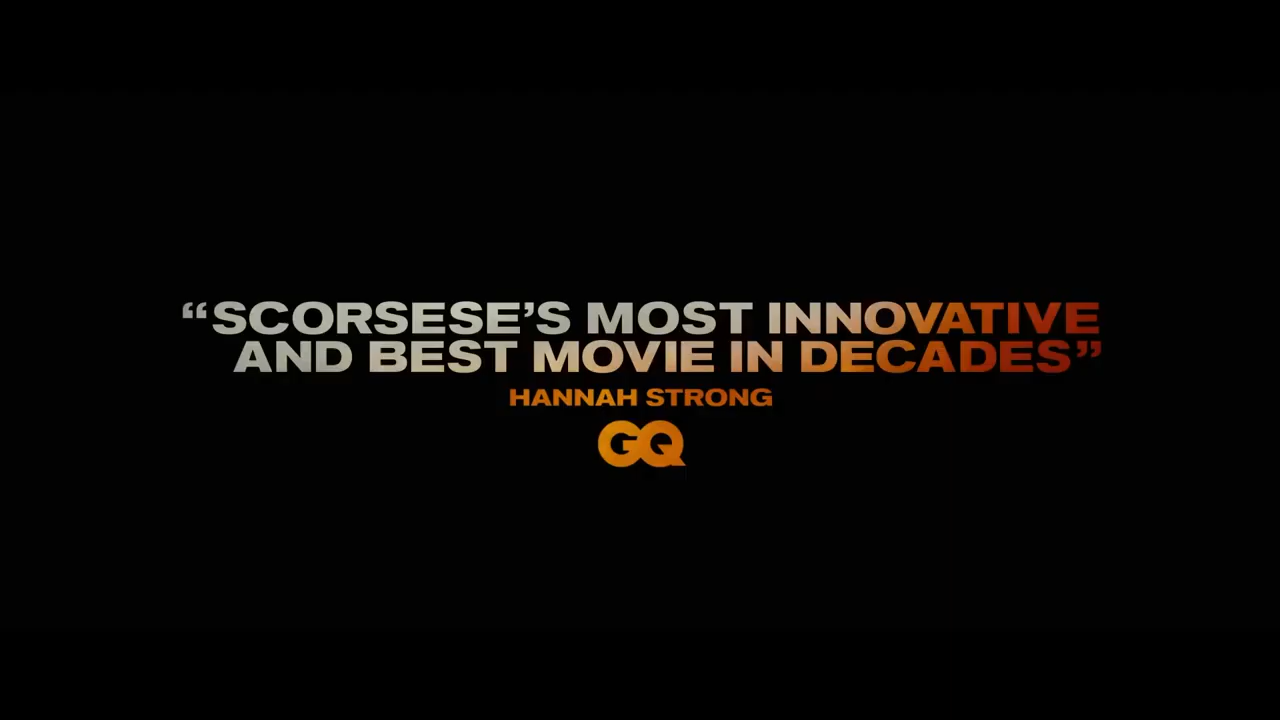 “SCORSESE’S MOST INNOVATIVE
AND BEST MOVIE IN DECADES”
HANNAH STRONG
GQ